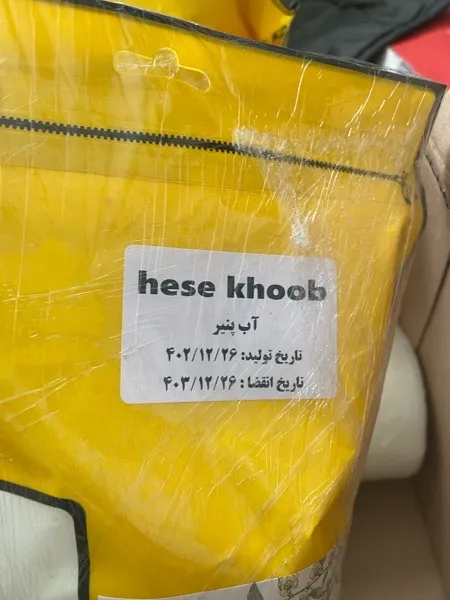 hese khoob
آب پنیر
تاریخ تولید: ۴۰۲/۱۲/۲۶
تاریخ انقضا : ۴۰۳/۱۲/۲۶